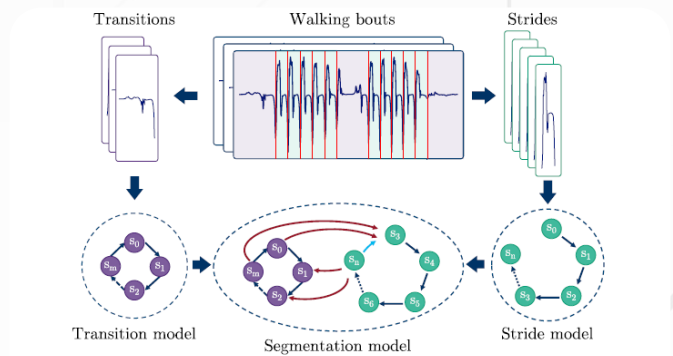 Transitions
Walking bouts
Strides
s0
s1
s2
sm
s0
s1
s2
sm
s3
s4
s5
s6
sn
s0
s1
s2
s3
sn
Transition model
Segmentation model
Stride model